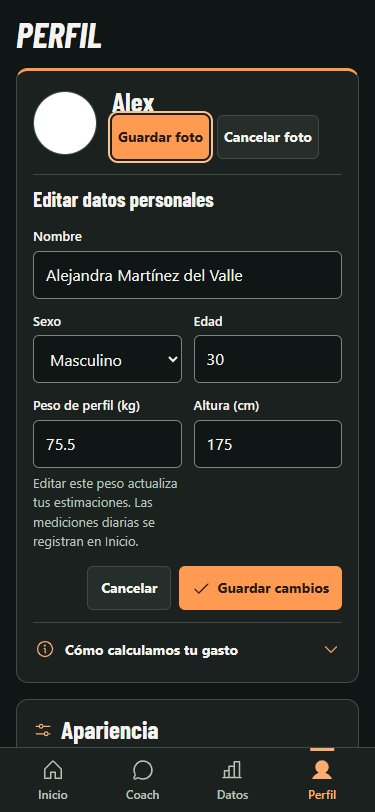 PERFIL
Alex
Guardar foto
Cancelar foto
Editar datos personales
Nombre
Alejandra Martínez del Valle
Sexo
Edad
Masculino
30
Peso de perfil (kg)
Altura (cm)
75.5
175
Editar este peso actualiza
tus estimaciones. Las
mediciones diarias se
registran en Inicio.
Cancelar
Guardar cambios
Cómo calculamos tu gasto
Apariencia
Inicio
Coach
Datos
Perfil